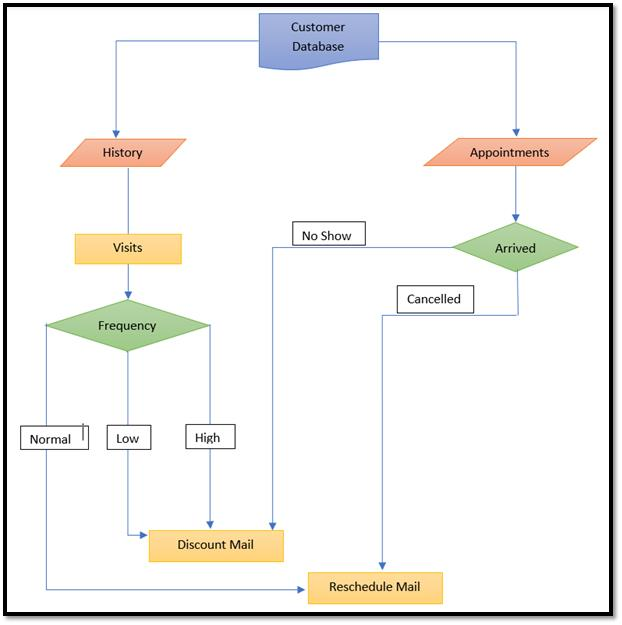 Customer
Database
History
Appointments
Visits
No Show
Arrived
Cancelled
Frequency
Normal
Low
High
Discount Mail
Reschedule Mail